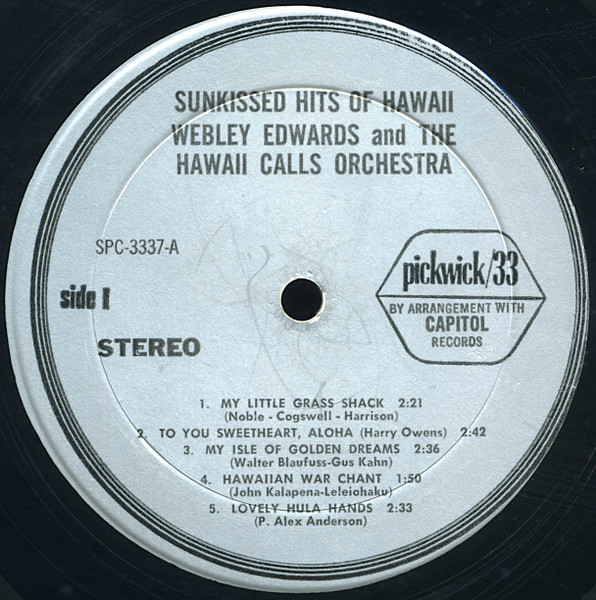 SUNKISSED HITS OF HAWAII
WEBLEY EDWARDS and THE
HAWAII CALLS ORCHESTRA
SPC-3337-A
side 1
STEREO
pickwick/33
BY ARRANGEMENT WITH
CAPITOL
RECORDS
1. MY LITTLE GRASS SHACK 2:21
(Noble - Cogswell - Harrison)
2. TO YOU SWEETHEART, ALOHA (Harry Owens) 2:42
3. MY ISLE OF GOLDEN DREAMS 2:36
(Walter Blaufuss-Gus Kahn)
4. HAWAIIAN WAR CHANT 1:50
(John Kalapena-Leleiohaku)
5. LOVELY HULA HANDS 2:33
(P. Alex Anderson)